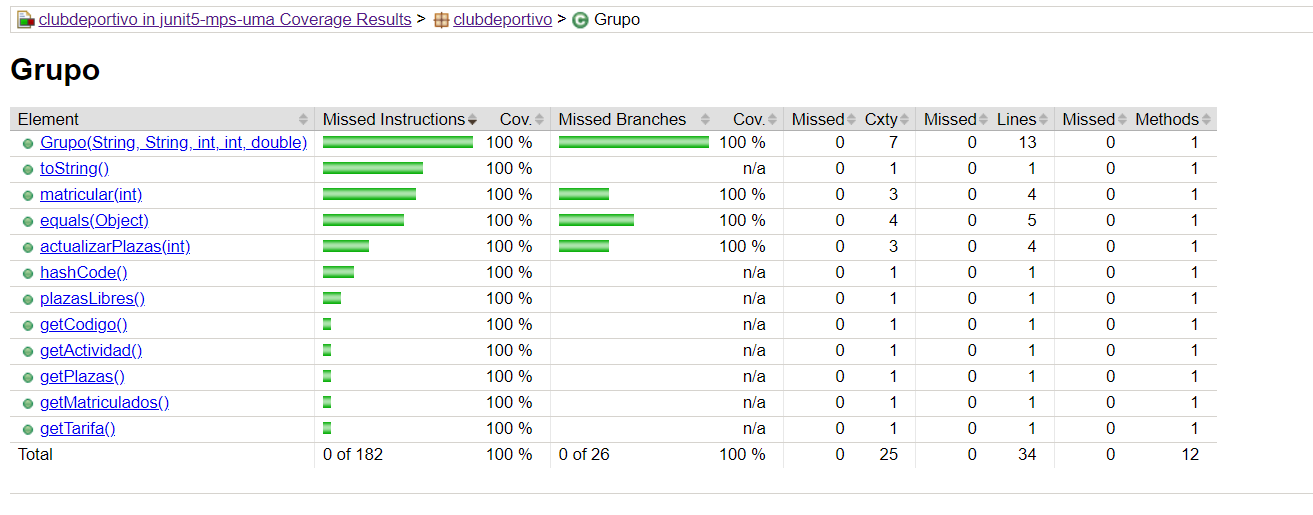 clubdeportivo in junit5-mps-uma Coverage Results > clubdeportivo > C Grupo
Grupo
Element Missed Instructions Cov. Missed Branches Cov. Missed Cxty Missed Lines Missed Methods
Grupo(String, String, int, int, double) 100 % 100 % 0 7 0 13 0 1
toString() 100 % n/a 0 1 0 1 0 1
matricular(int) 100 % 100 % 0 3 0 4 0 1
equals(Object) 100 % 100 % 0 4 0 5 0 1
actualizarPlazas(int) 100 % 100 % 0 3 0 4 0 1
hashCode() 100 % n/a 0 1 0 1 0 1
plazasLibres() 100 % n/a 0 1 0 1 0 1
getCodigo() 100 % n/a 0 1 0 1 0 1
getActividad() 100 % n/a 0 1 0 1 0 1
getPlazas() 100 % n/a 0 1 0 1 0 1
getMatriculados() 100 % n/a 0 1 0 1 0 1
getTarifa() 100 % n/a 0 1 0 1 0 1
Total 0 of 182 100 % 0 of 26 100 % 0 25 0 34 0 12